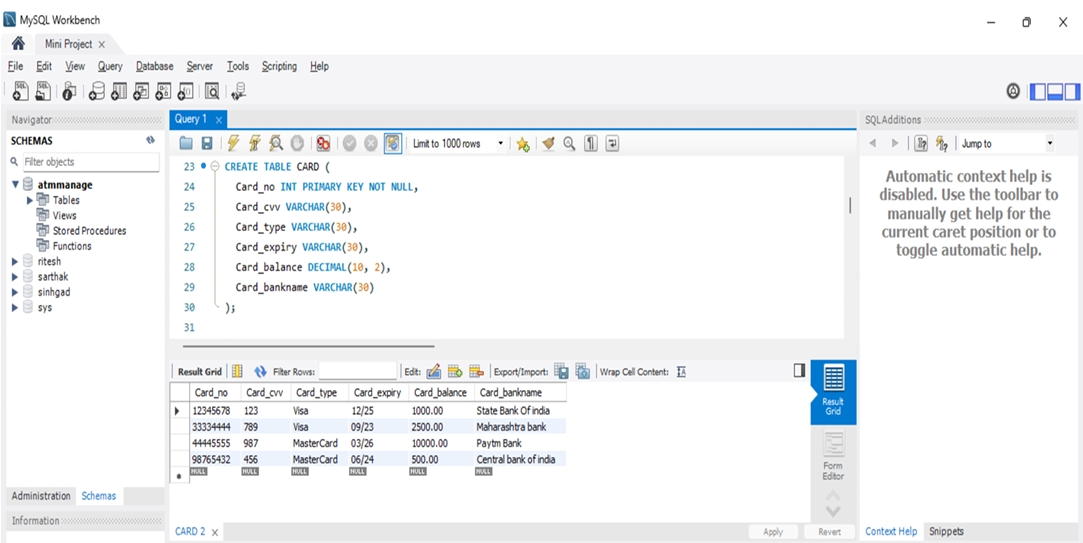 MySQL Workbench
Mini Project
File Edit View Query Database Server Tools Scripting Help
Navigator
SCHEMAS
Filter objects
atmmanage
Tables
Views
Stored Procedures
Functions
ritesh
sarthak
sinhgad
sys
Administration Schemas
Information
Query 1
Limit to 1000 rows
23 CREATE TABLE CARD (
24 Card_no INT PRIMARY KEY NOT NULL,
25 Card_cvv VARCHAR(30),
26 Card_type VARCHAR(30),
27 Card_expiry VARCHAR(30),
28 Card_balance DECIMAL(10, 2),
29 Card_bankname VARCHAR(30)
30 );
31
Result Grid Filter Rows: Edit: Export/Import: Wrap Cell Content:
Card_no Card_cvv Card_type Card_expiry Card_balance Card_bankname
12345678 123 Visa 12/25 1000.00 State Bank Of india
33334444 789 Visa 09/23 2500.00 Maharashtra bank
44445555 987 MasterCard 03/26 10000.00 Paytm Bank
98765432 456 MasterCard 06/24 500.00 Central bank of india
NULL NULL NULL NULL NULL NULL
Result
Grid
Form
Editor
CARD 2
Apply Revert
SQLAdditions
Jump to
Automatic context help is
disabled. Use the toolbar to
manually get help for the
current caret position or to
toggle automatic help.
Context Help Snippets